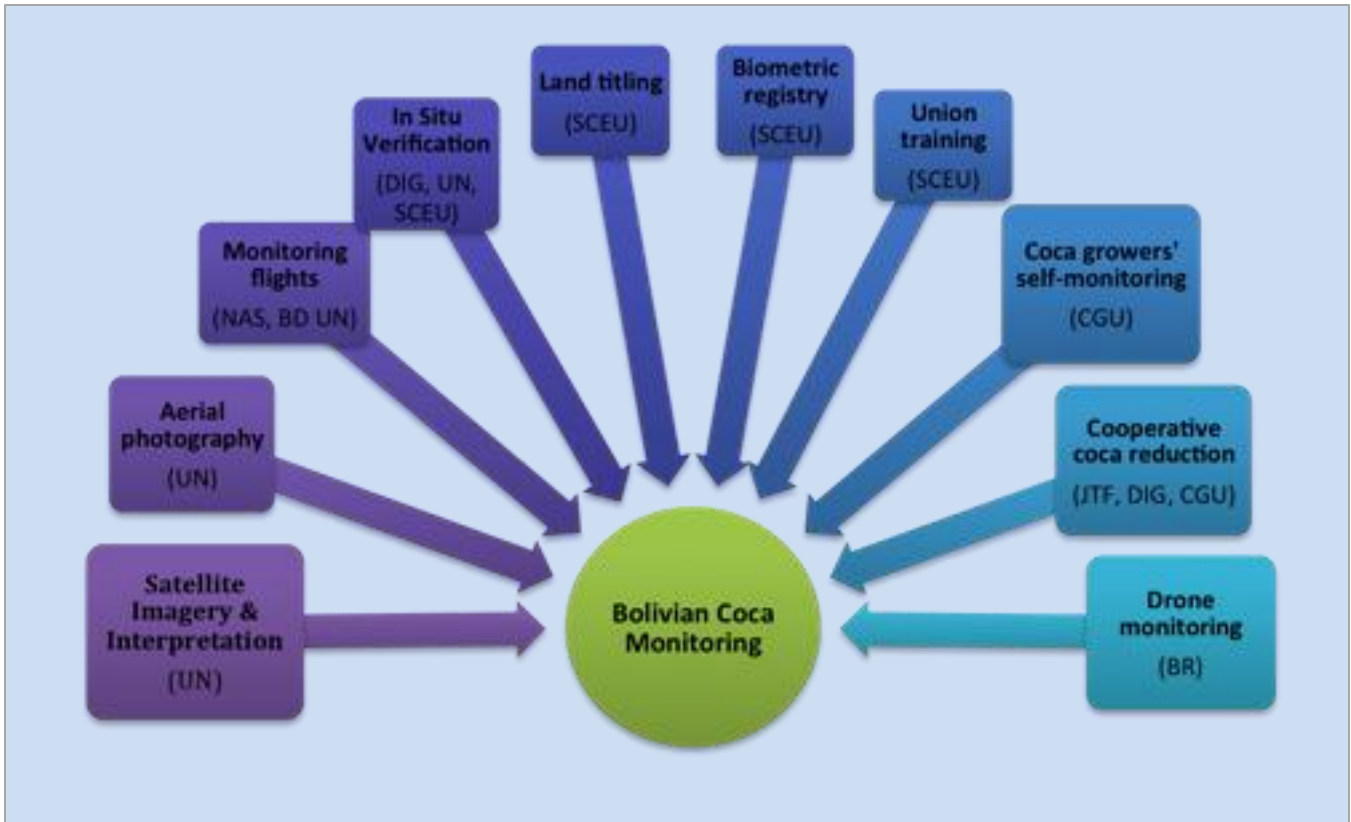 Satellite
Imagery &
Interpretation
(UN)
Aerial
photography
(UN)
Monitoring
flights
(NAS, BD UN)
In Situ
Verification
(DIG, UN,
SCEU)
Land titling
(SCEU)
Biometric
registry
(SCEU)
Union
training
(SCEU)
Coca growers'
self-monitoring
(CGU)
Cooperative
coca reduction
(JTF, DIG, CGU)
Drone
monitoring
(BR)
Bolivian Coca
Monitoring